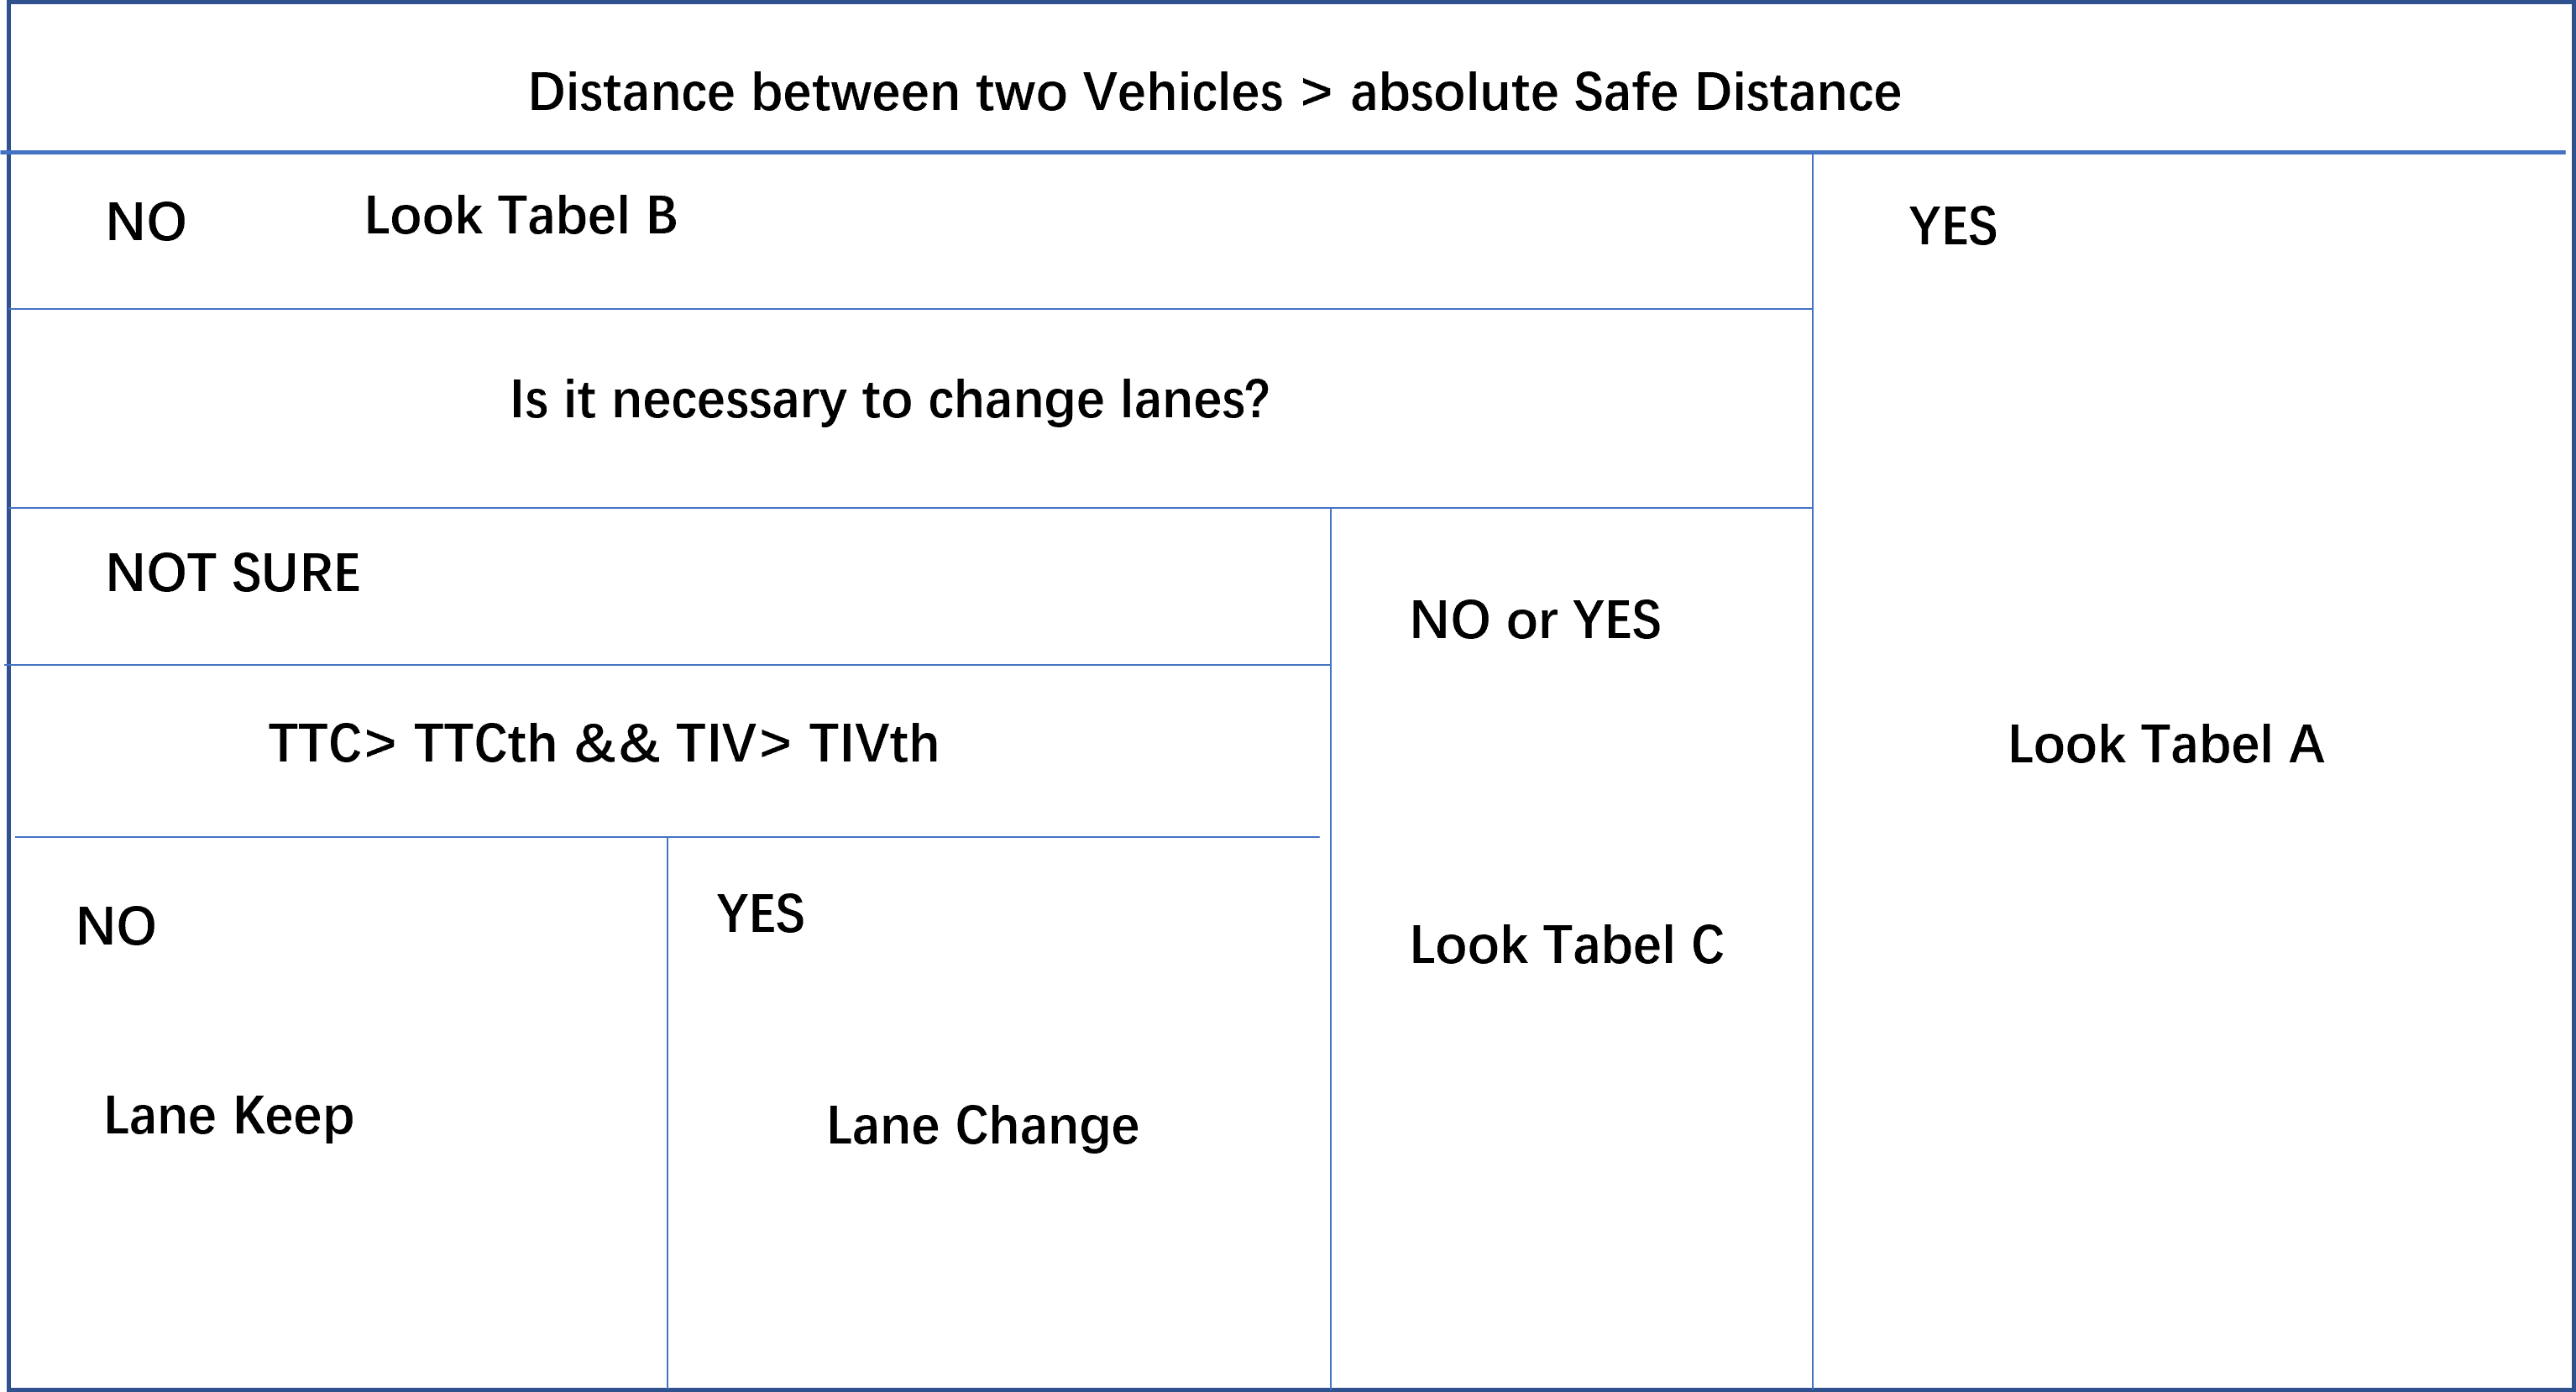 Distance between two Vehicles > absolute Safe Distance
NO Look Tabel B
YES
Is it necessary to change lanes?
NOT SURE
NO or YES
TTC> TTCth && TIV> TIVth
Look Tabel A
NO
YES
Look Tabel C
Lane Keep
Lane Change